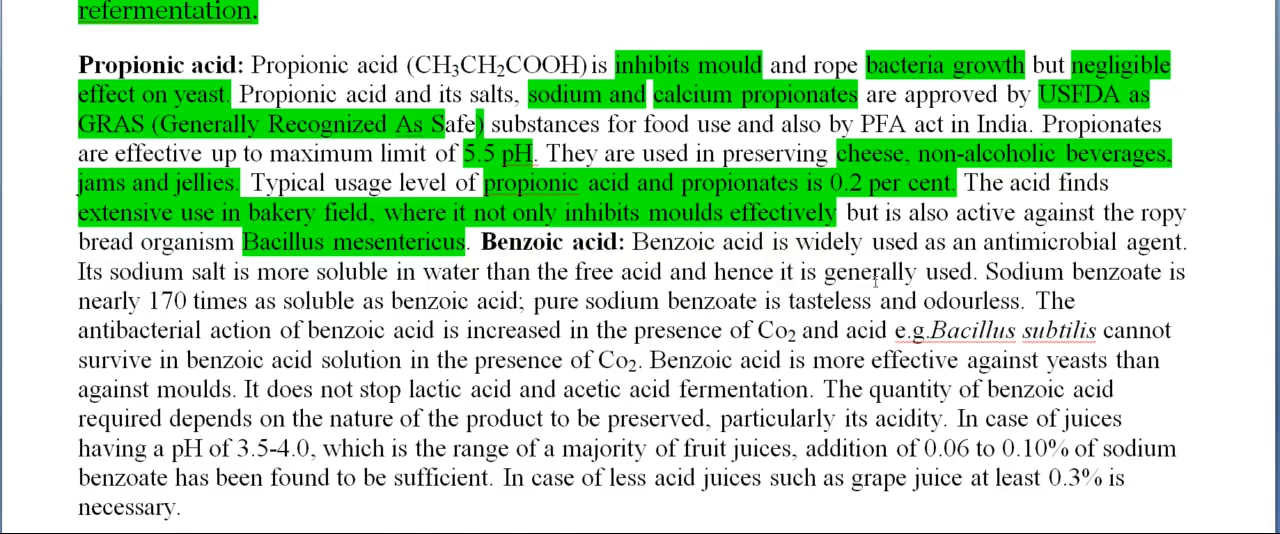 refermentation.
Propionic acid: Propionic acid (CH₃CH₂COOH) is inhibits mould and rope bacteria growth but negligible
effect on yeast. Propionic acid and its salts, sodium and calcium propionates are approved by USFDA as
GRAS (Generally Recognized As Safe) substances for food use and also by PFA act in India. Propionates
are effective up to maximum limit of 5.5 pH. They are used in preserving cheese, non-alcoholic beverages,
jams and jellies. Typical usage level of propionic acid and propionates is 0.2 per cent. The acid finds
extensive use in bakery field, where it not only inhibits moulds effectively but is also active against the ropy
bread organism Bacillus mesentericus. Benzoic acid: Benzoic acid is widely used as an antimicrobial agent.
Its sodium salt is more soluble in water than the free acid and hence it is generally used. Sodium benzoate is
nearly 170 times as soluble as benzoic acid; pure sodium benzoate is tasteless and odourless. The
antibacterial action of benzoic acid is increased in the presence of Co₂ and acid e.g.Bacillus subtilis cannot
survive in benzoic acid solution in the presence of Co₂. Benzoic acid is more effective against yeasts than
against moulds. It does not stop lactic acid and acetic acid fermentation. The quantity of benzoic acid
required depends on the nature of the product to be preserved, particularly its acidity. In case of juices
having a pH of 3.5-4.0, which is the range of a majority of fruit juices, addition of 0.06 to 0.10% of sodium
benzoate has been found to be sufficient. In case of less acid juices such as grape juice at least 0.3% is
necessary.